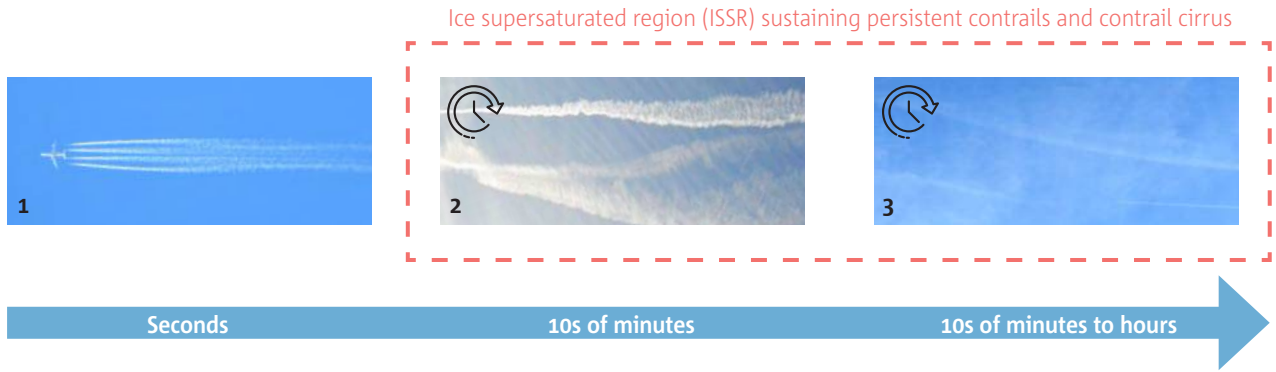 Ice supersaturated region (ISSR) sustaining persistent contrails and contrail cirrus
1
2
3
Seconds
10s of minutes
10s of minutes to hours